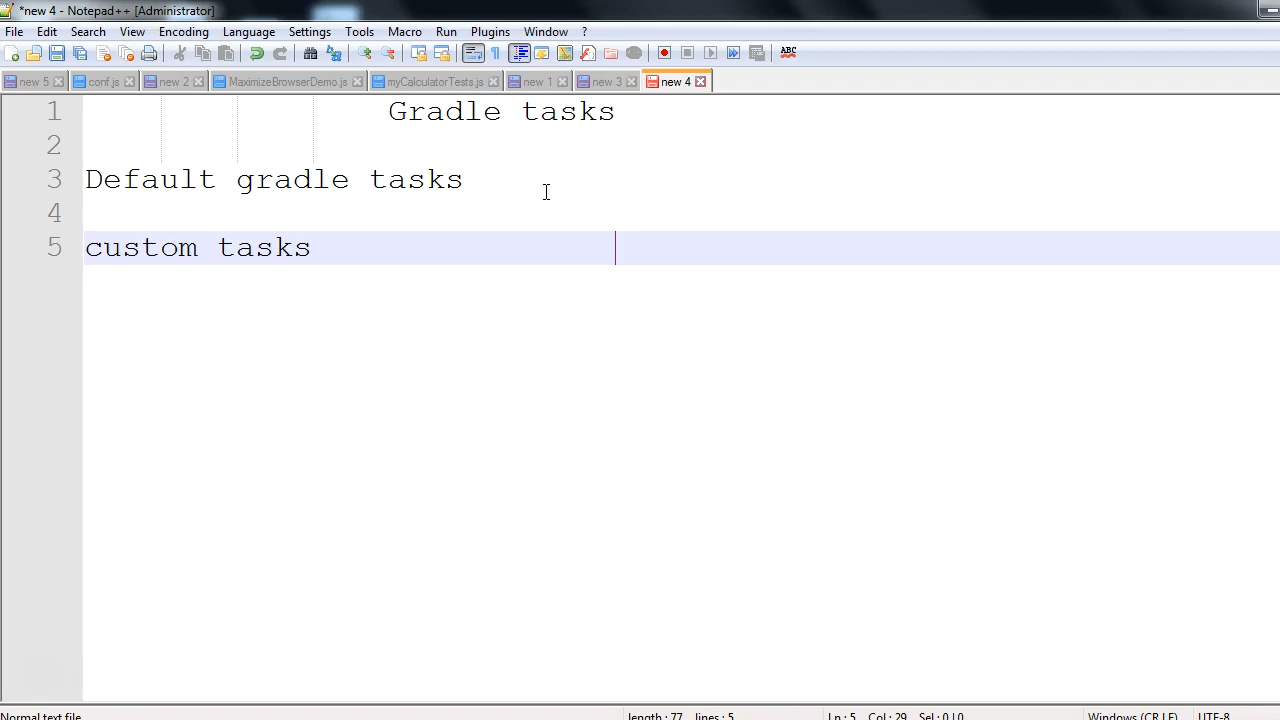 *new 4 - Notepad++ [Administrator]
File Edit Search View Encoding Language Settings Tools Macro Run Plugins Window ?
ABC
new 5 conf.js new 2 MaximizeBrowserDemo.js myCalculatorTests.js new 1 new 3 new 4
1 Gradle tasks
2
3 Default gradle tasks
4
5 custom tasks
Normal text file length : 77 lines : 5 Ln : 5 Col : 29 Sel : 0 | 0 Windows (CR LF) UTF-8